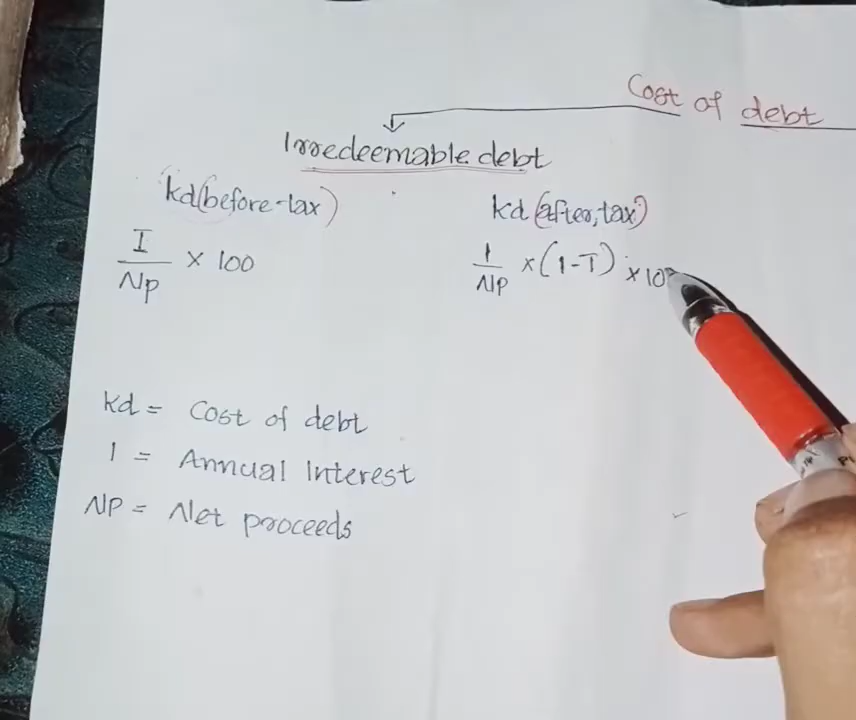 Cost of debt
Irredeemable debt
kd(before-tax)
I/NP × 100
kd (after,tax)
I/NP × (1-T) × 10
kd = Cost of debt
I = Annual Interest
NP = Net proceeds